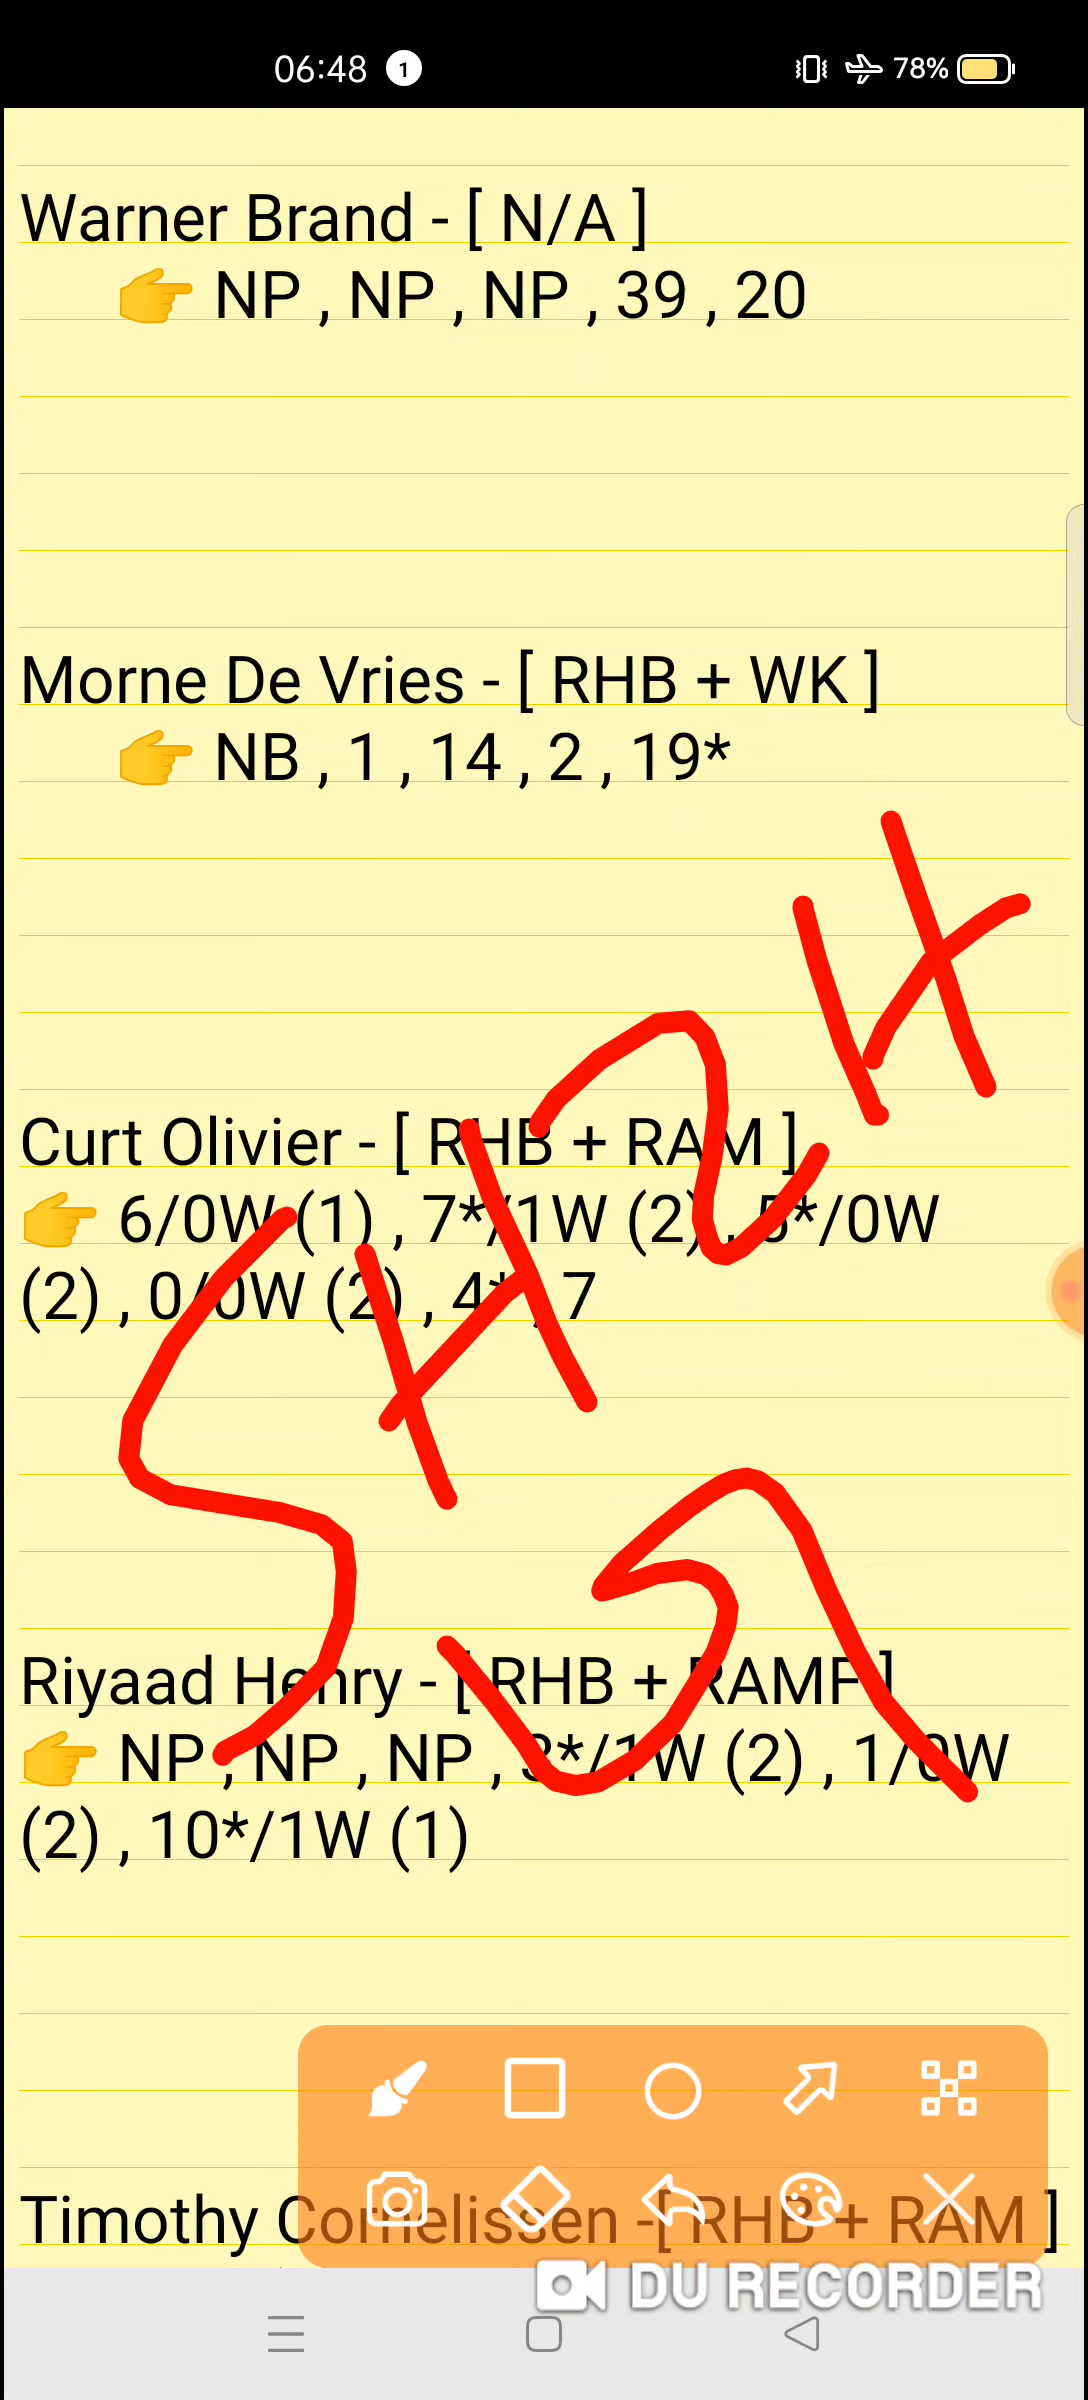 06:48 1 78%
Warner Brand - [ N/A ]
👉 NP , NP , NP , 39 , 20
Morne De Vries - [ RHB + WK ]
👉 NB , 1 , 14 , 2 , 19*
Curt Olivier - [ RHB + RAM ]
👉 6/0W (1) , 7*/1W (2) , 5*/0W
(2) , 0/0W (2) , 4* , 7
Riyaad Henry - [ RHB + RAMF ]
👉 NP , NP , NP , 3*/1W (2) , 1/0W
(2) , 10*/1W (1)
Timothy Cornelissen -[ RHB + RAM ]
DU RECORDER